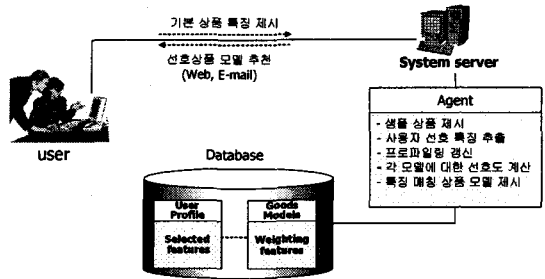 기본 상품 특징 제시
선호상품 모델 추천
(Web, E-mail)
System server
user
Agent
- 샘플 상품 제시
- 사용자 선호 특징 추출
- 프로파일링 갱신
- 각 모델에 대한 선호도 계산
- 특징 매칭 상품 모델 제시
Database
User
Profile
Goods
Models
Selected
features
Weighting
features